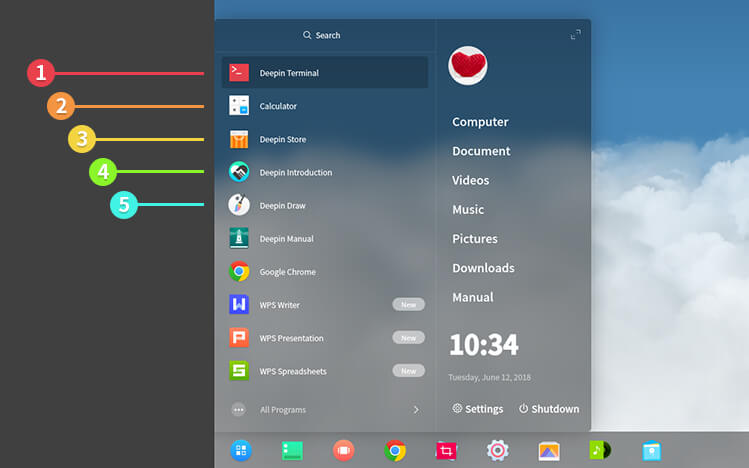 1
2
3
4
5
Search
Deepin Terminal
Calculator
Deepin Store
Deepin Introduction
Deepin Draw
Deepin Manual
Google Chrome
WPS Writer New
WPS Presentation New
WPS Spreadsheets New
All Programs
Computer
Document
Videos
Music
Pictures
Downloads
Manual
10:34
Tuesday, June 12, 2018
Settings Shutdown